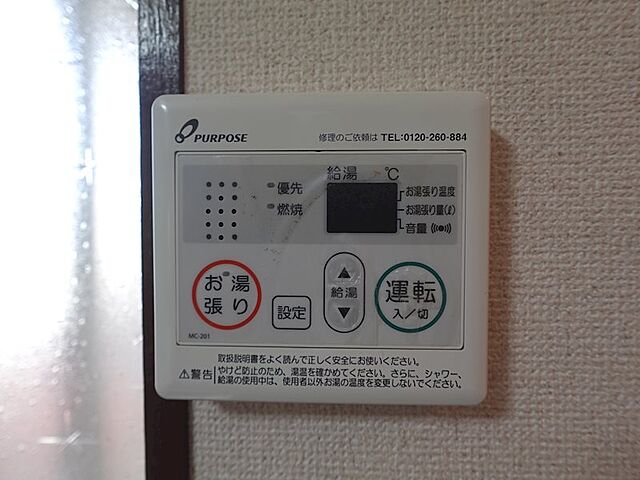 PURPOSE
修理のご依頼は TEL:0120-260-884
給湯 ℃
優先
燃焼
お湯張り温度
お湯張り量(ℓ)
音量
お湯
張り
設定
給湯
運転
入／切
MC-201
取扱説明書をよく読んで正しく安全にお使いください。
⚠警告 やけど防止のため、湯温を確かめてください。さらに、シャワー、
給湯の使用中は、使用者以外お湯の温度を変更しないでください。